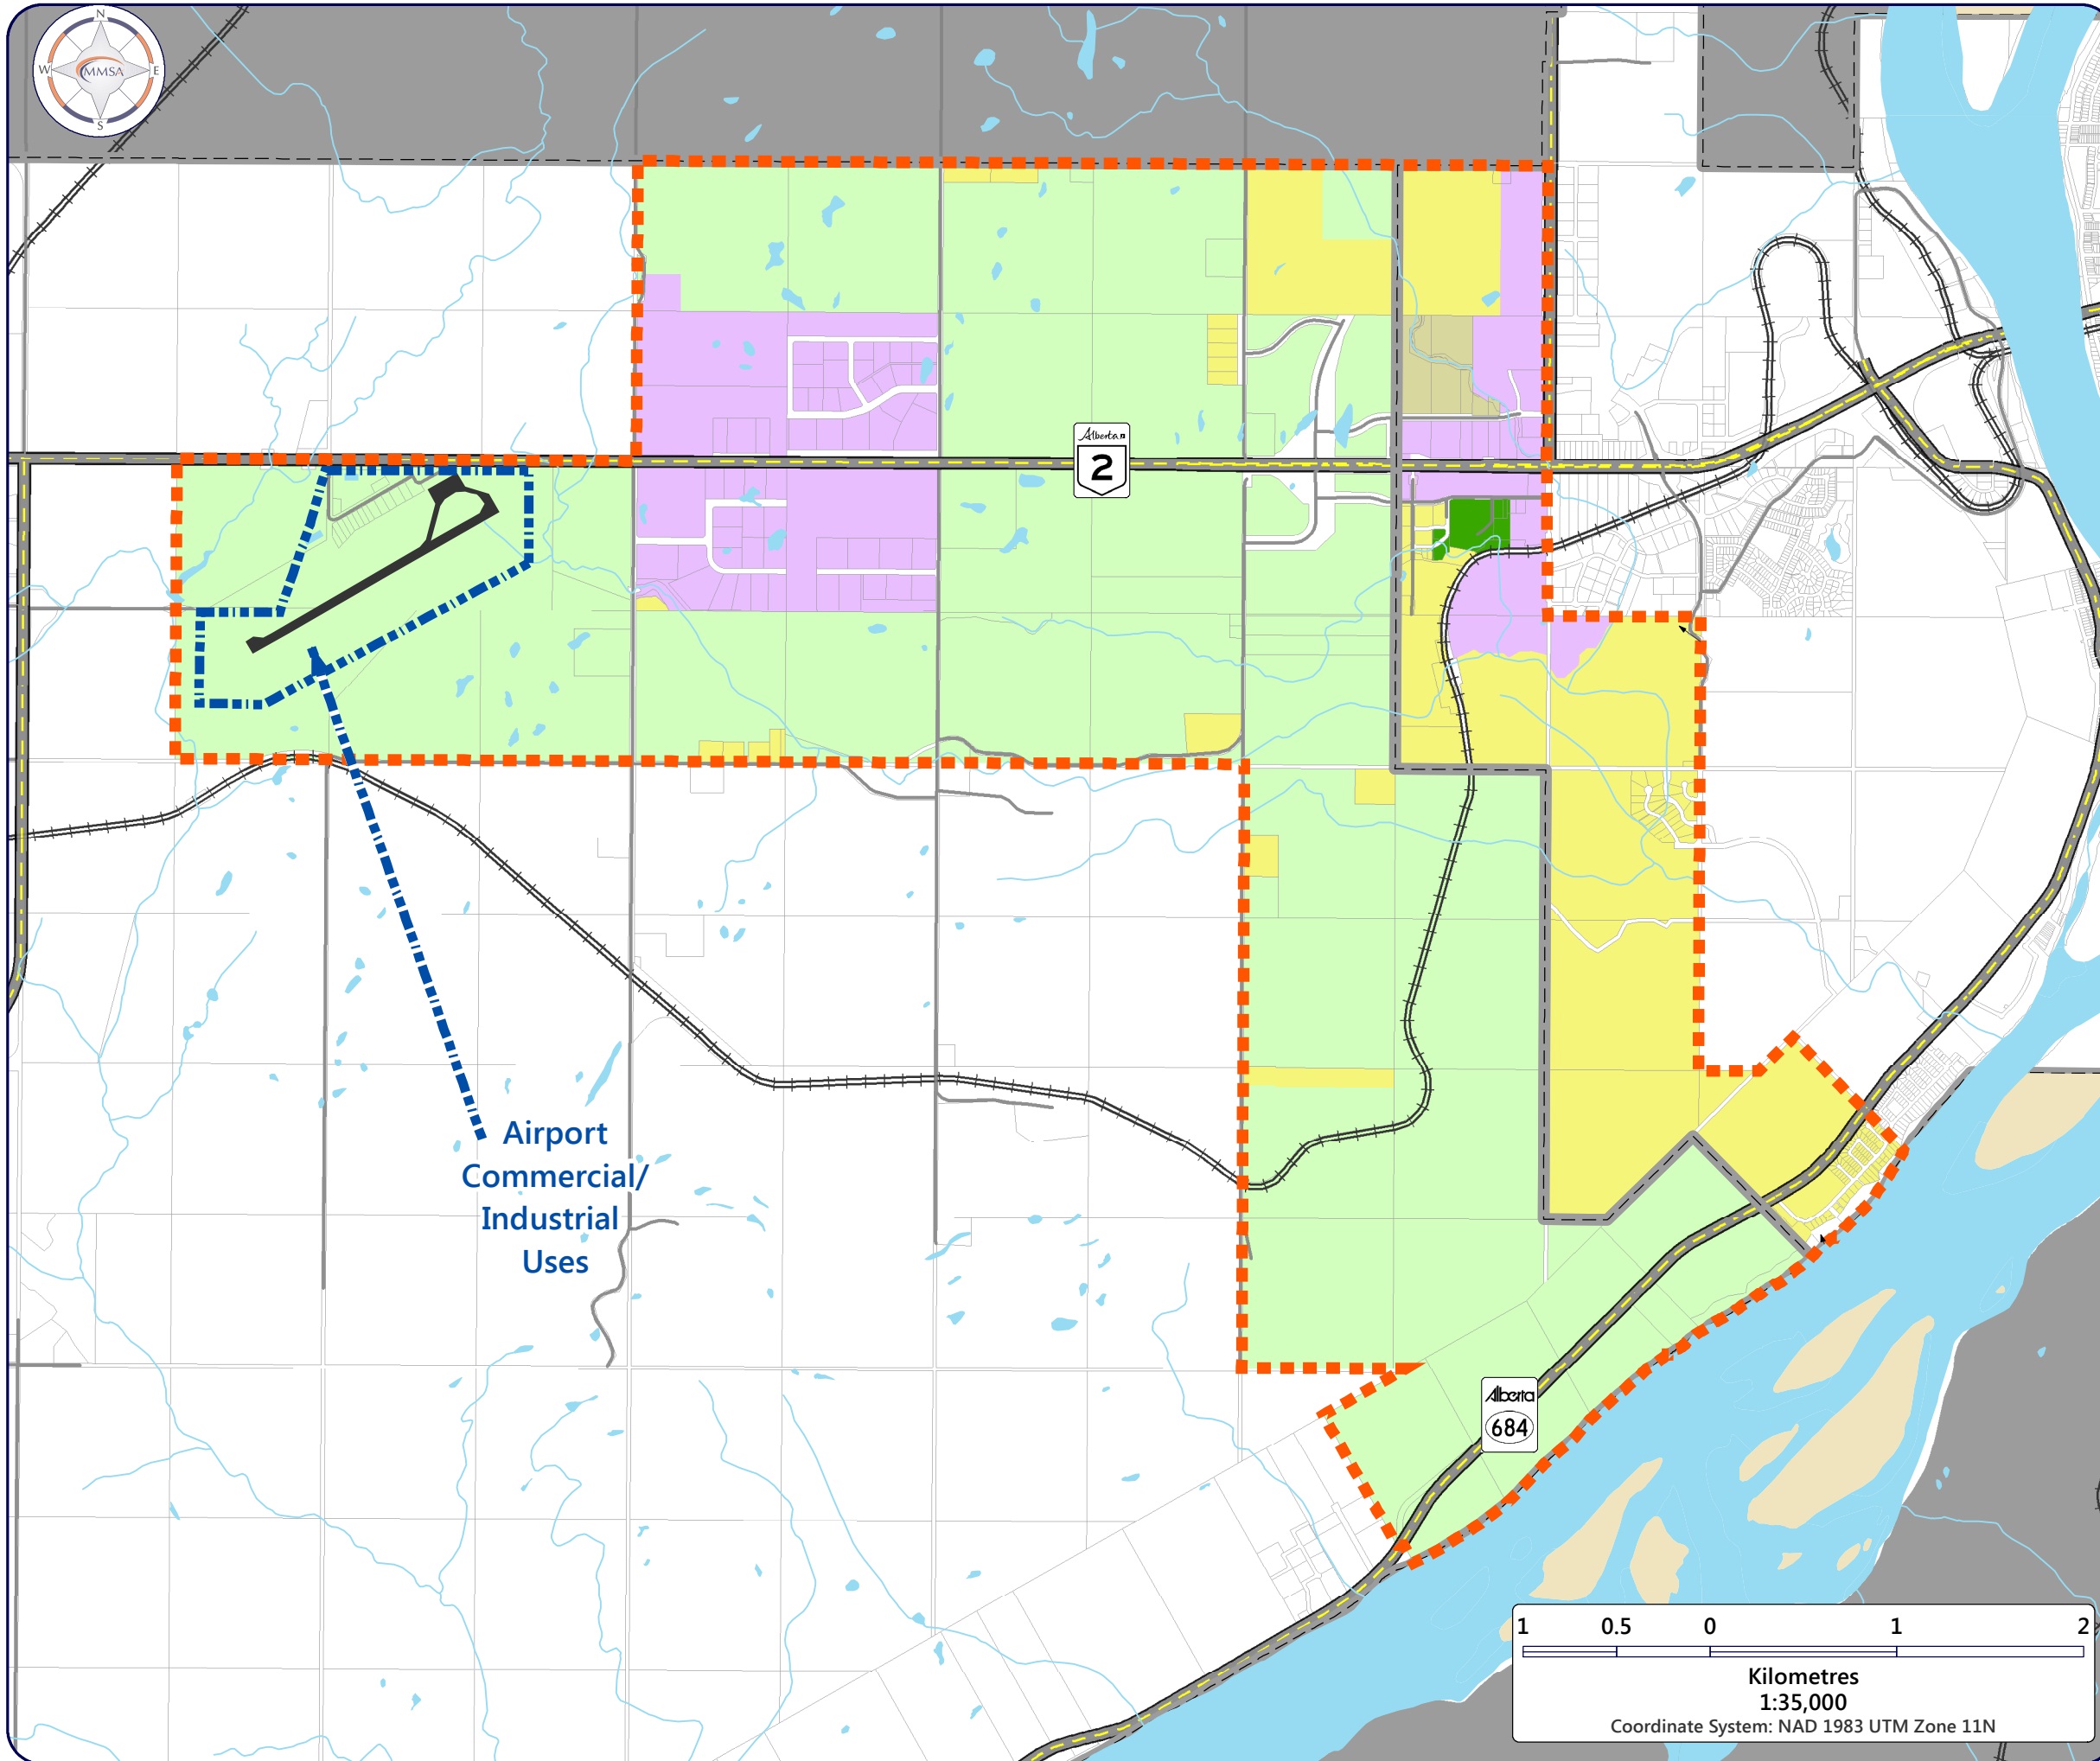 N
W MMSA E
S
Alberta
2
Airport
Commercial/
Industrial
Uses
Alberta
684
1 0.5 0 1 2
Kilometres
1:35,000
Coordinate System: NAD 1983 UTM Zone 11N